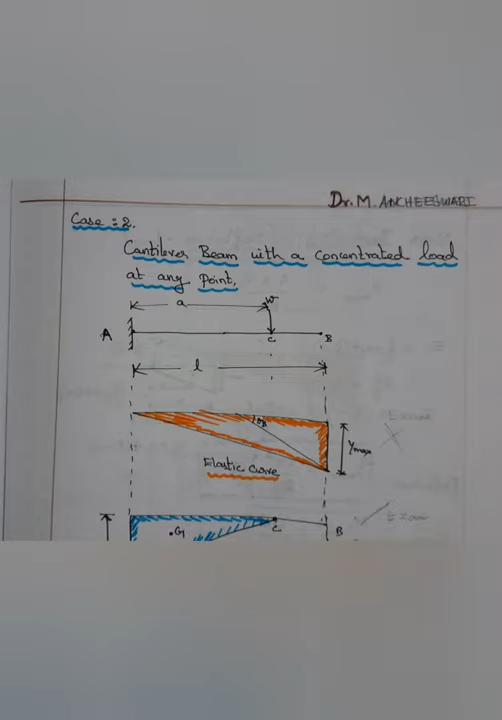 Dr. M. ANCHEESWARI
Case :- 2.
Cantilever Beam with a concentrated load
at any point.
a
W
A
C
B
l
θB
Ymax
Elastic Curve
.G1
C
B